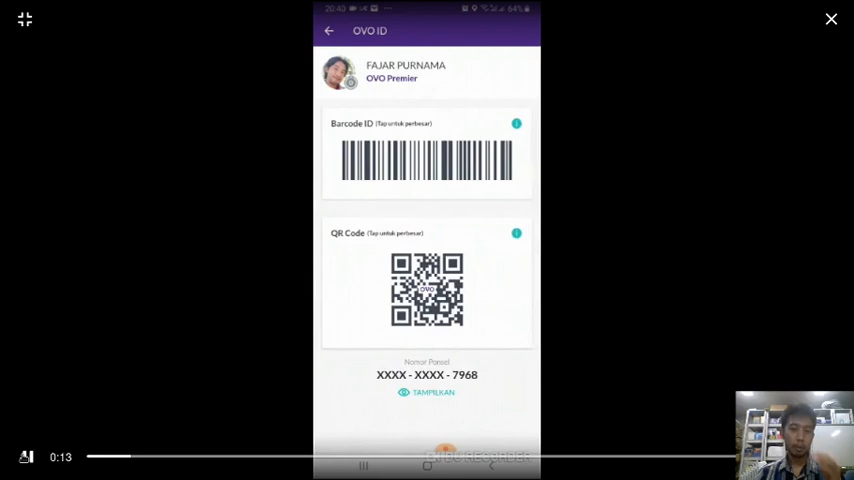 20:40 64%
OVO ID
FAJAR PURNAMA
OVO Premier
Barcode ID (Tap untuk perbesar)
QR Code (Tap untuk perbesar)
OVO
Nomor Ponsel
XXXX - XXXX - 7968
TAMPILKAN
0:13
RECORDER